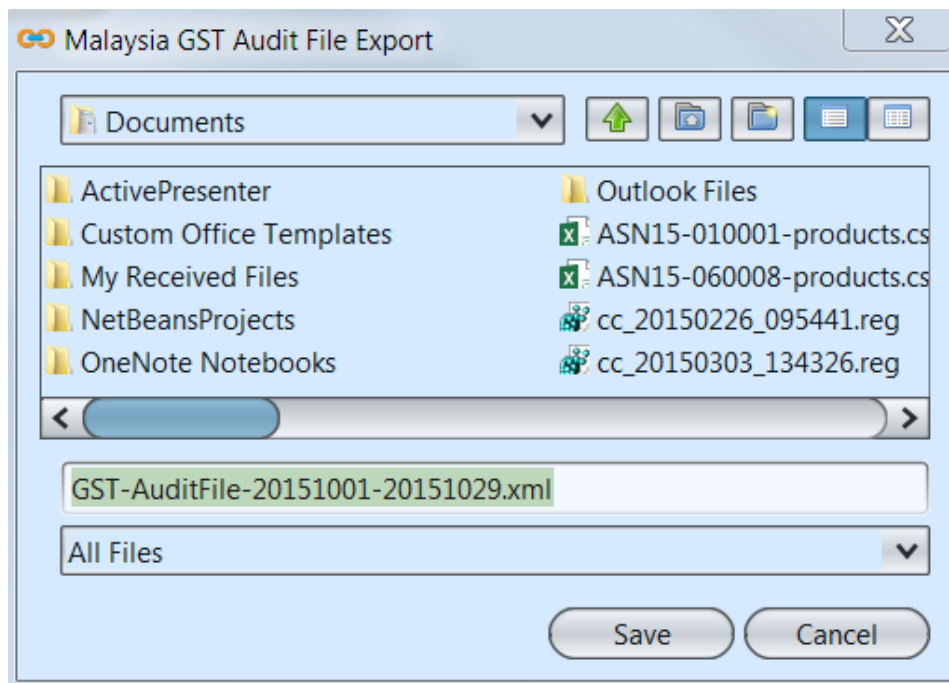 Malaysia GST Audit File Export
Documents
ActivePresenter
Custom Office Templates
My Received Files
NetBeansProjects
OneNote Notebooks
Outlook Files
ASN15-010001-products.cs
ASN15-060008-products.cs
cc_20150226_095441.reg
cc_20150303_134326.reg
GST-AuditFile-20151001-20151029.xml
All Files
Save
Cancel